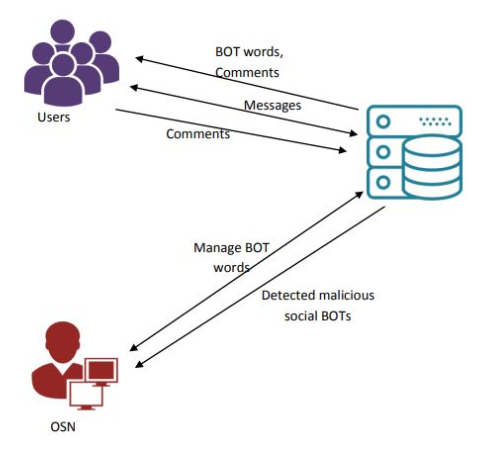 BOT words,
Comments
Messages
Users
Comments
Manage BOT
words
Detected malicious
social BOTs
OSN